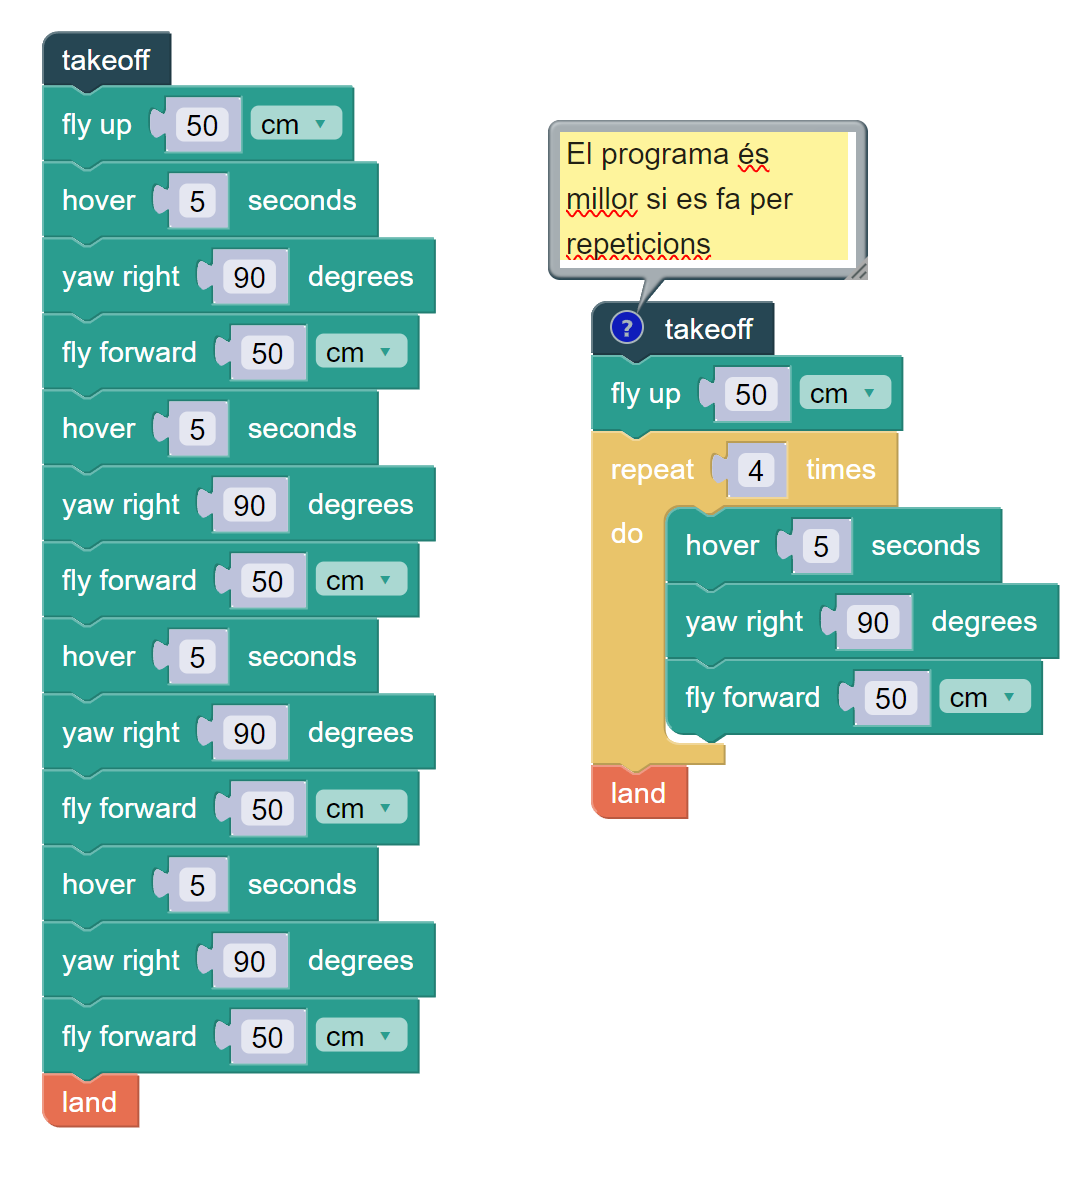 takeoff
fly up 50 cm
hover 5 seconds
yaw right 90 degrees
fly forward 50 cm
hover 5 seconds
yaw right 90 degrees
fly forward 50 cm
hover 5 seconds
yaw right 90 degrees
fly forward 50 cm
hover 5 seconds
yaw right 90 degrees
fly forward 50 cm
land
El programa és
millor si es fa per
repeticions
? takeoff
fly up 50 cm
repeat 4 times
do hover 5 seconds
yaw right 90 degrees
fly forward 50 cm
land